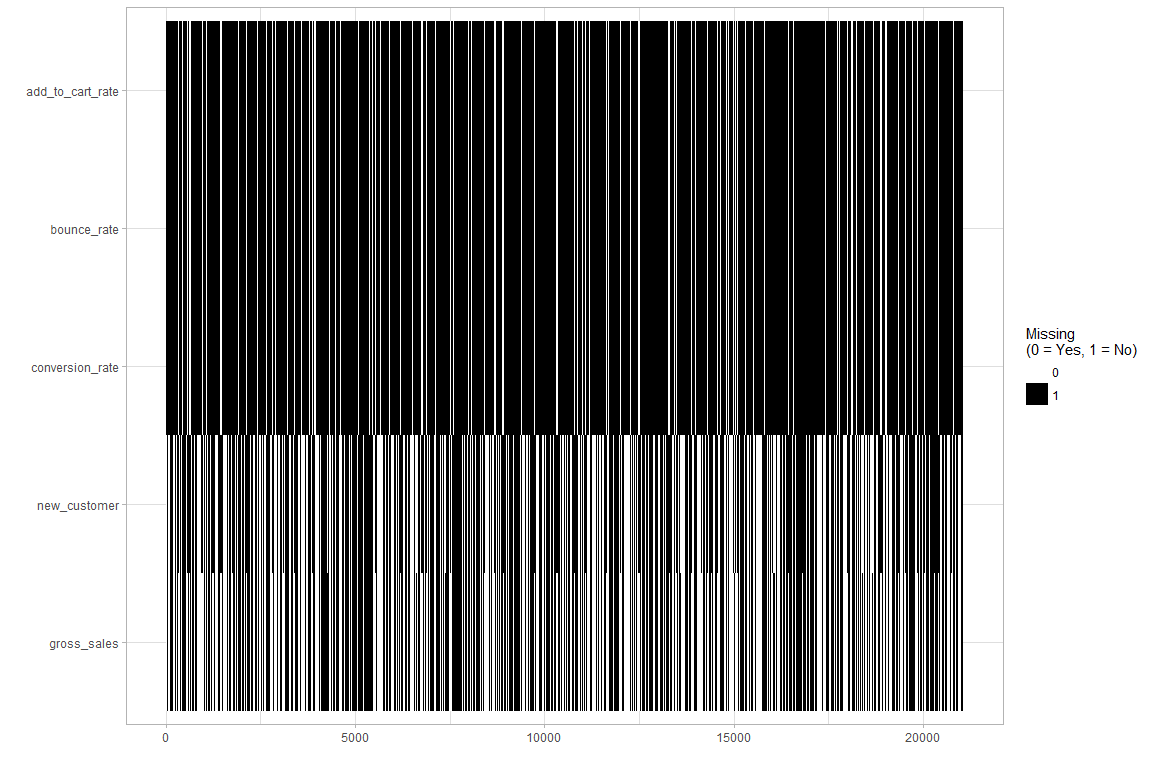 add_to_cart_rate
bounce_rate
conversion_rate
new_customer
gross_sales
0 5000 10000 15000 20000
Missing
(0 = Yes, 1 = No)
0
1